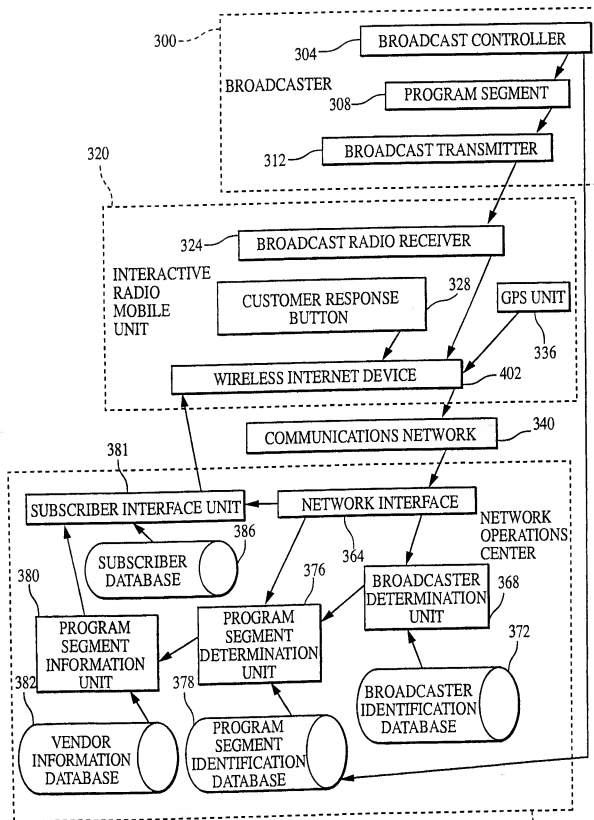 300
304
BROADCAST CONTROLLER
BROADCASTER
308
PROGRAM SEGMENT
312
BROADCAST TRANSMITTER
320
324
BROADCAST RADIO RECEIVER
INTERACTIVE
RADIO
MOBILE
UNIT
CUSTOMER RESPONSE
BUTTON
328
GPS UNIT
336
WIRELESS INTERNET DEVICE
402
COMMUNICATIONS NETWORK
340
381
SUBSCRIBER INTERFACE UNIT
NETWORK INTERFACE
364
NETWORK
OPERATIONS
CENTER
SUBSCRIBER
DATABASE
386
380
PROGRAM
SEGMENT
INFORMATION
UNIT
376
PROGRAM
SEGMENT
DETERMINATION
UNIT
BROADCASTER
DETERMINATION
UNIT
368
372
BROADCASTER
IDENTIFICATION
DATABASE
382
VENDOR
INFORMATION
DATABASE
378
PROGRAM
SEGMENT
IDENTIFICATION
DATABASE